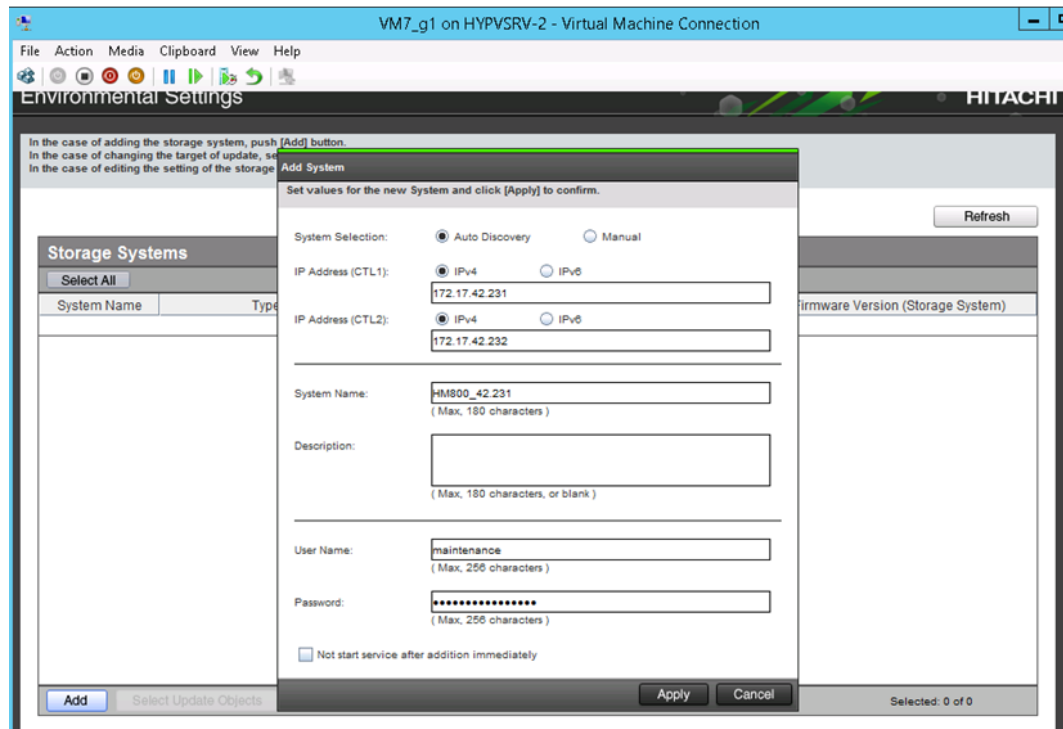 VM7_g1 on HYPVSRV-2 - Virtual Machine Connection
File Action Media Clipboard View Help
Environmental Settings
HITACHI
In the case of adding the storage system, push [Add] button.
In the case of changing the target of update, se
In the case of editing the setting of the storage
Add System
Set values for the new System and click [Apply] to confirm.
Refresh
System Selection: Auto Discovery Manual
Storage Systems
IP Address (CTL1): IPv4 IPv6
Select All
172.17.42.231
System Name Type Firmware Version (Storage System)
IP Address (CTL2): IPv4 IPv6
172.17.42.232
System Name: HM800_42.231
( Max, 180 characters )
Description:
( Max, 180 characters, or blank )
User Name: maintenance
( Max, 256 characters )
Password: ••••••••••••••••
( Max, 256 characters )
Not start service after addition immediately
Add Select Update Objects Apply Cancel Selected: 0 of 0